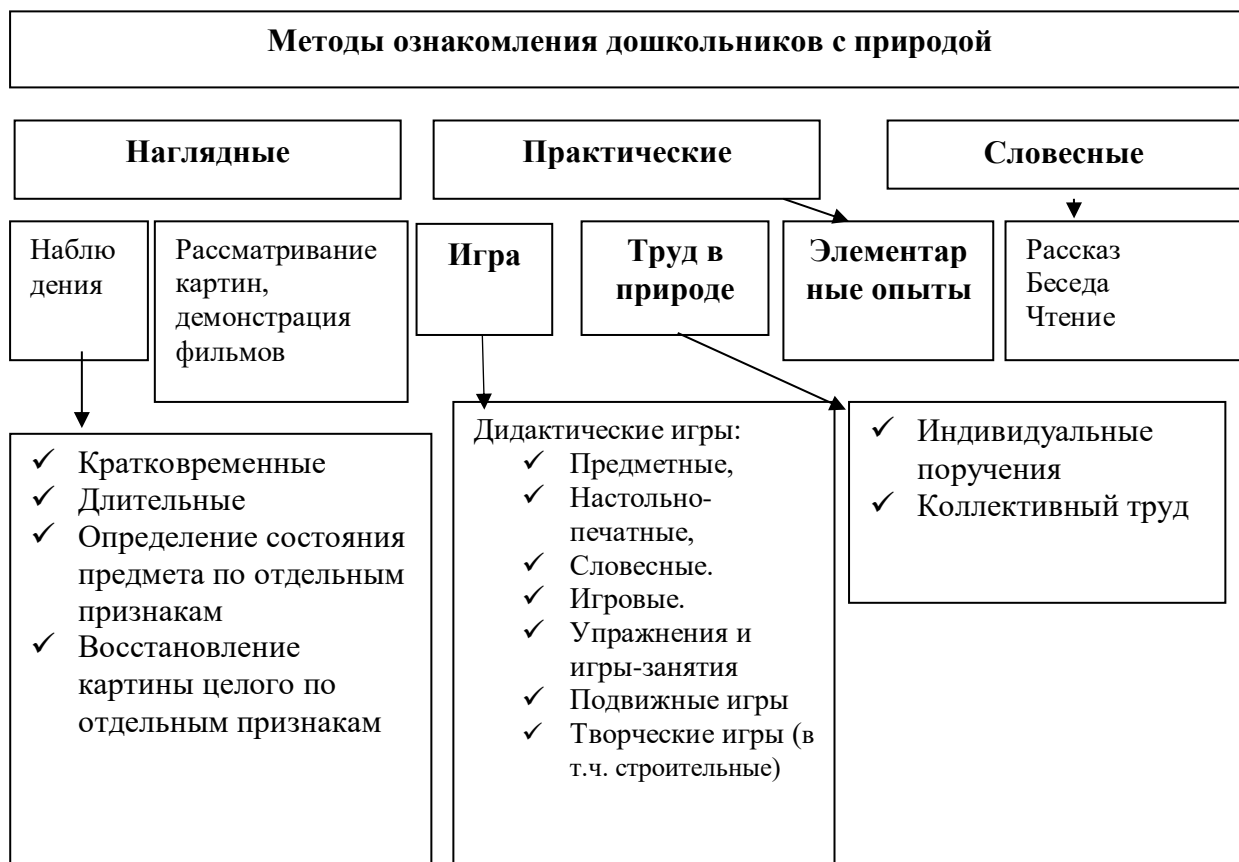 Методы ознакомления дошкольников с природой
Наглядные
Практические
Словесные
Наблю
дения
Рассматривание
картин,
демонстрация
фильмов
Игра
Труд в
природе
Элементар
ные опыты
Рассказ
Беседа
Чтение
✓ Кратковременные
✓ Длительные
✓ Определение состояния
предмета по отдельным
признакам
✓ Восстановление
картины целого по
отдельным признакам
Дидактические игры:
✓ Предметные,
✓ Настольно-
печатные,
✓ Словесные.
✓ Игровые.
✓ Упражнения и
игры-занятия
✓ Подвижные игры
✓ Творческие игры (в
т.ч. строительные)
✓ Индивидуальные
поручения
✓ Коллективный труд